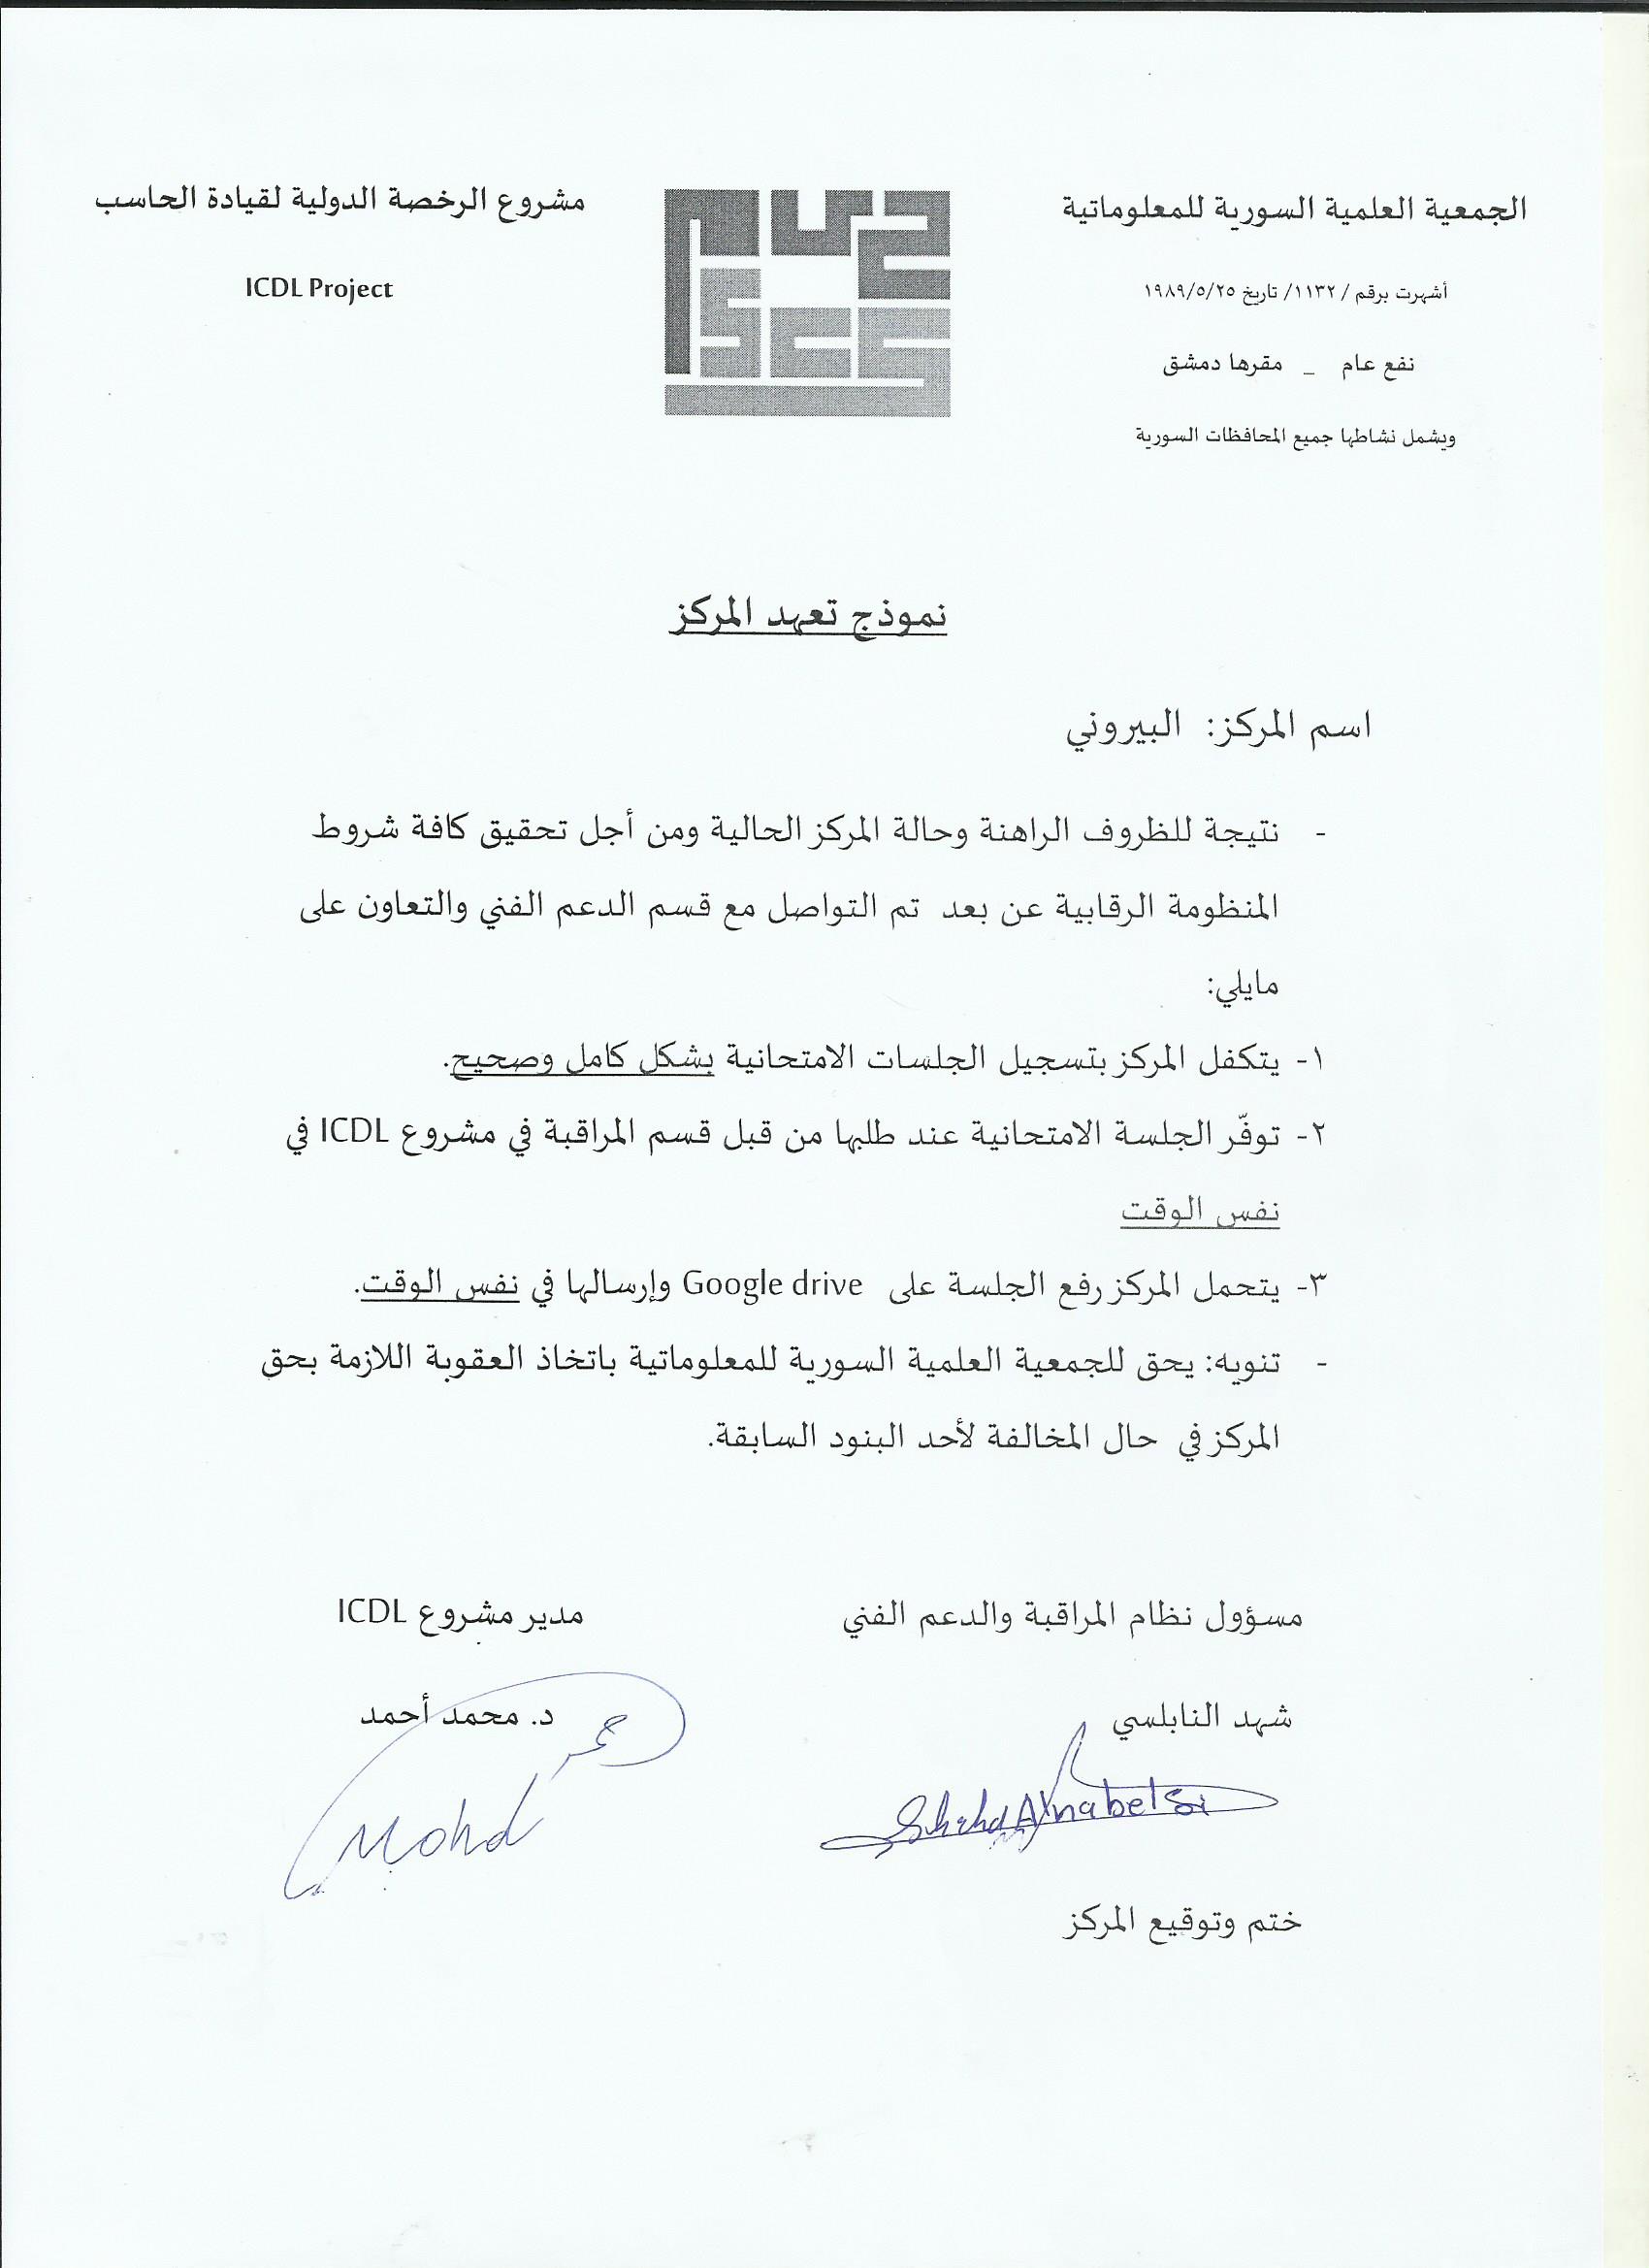 الجمعية العلمية السورية للمعلوماتية
أشهرت برقم / ١١٣٢/ تاريخ ١٩٨٩/٥/٢٥
نفع عام _ مقرها دمشق
ويشمل نشاطها جميع المحافظات السورية
مشروع الرخصة الدولية لقيادة الحاسب
ICDL Project
نموذج تعهد المركز
اسم المركز: البيروني
- نتيجة للظروف الراهنة وحالة المركز الحالية ومن أجل تحقيق كافة شروط
المنظومة الرقابية عن بعد تم التواصل مع قسم الدعم الفني والتعاون على
مايلي:
١- يتكفل المركز بتسجيل الجلسات الامتحانية بشكل كامل وصحيح.
٢- توفّر الجلسة الامتحانية عند طلبها من قبل قسم المراقبة في مشروع ICDL في
نفس الوقت
٣- يتحمل المركز رفع الجلسة على Google drive وإرسالها في نفس الوقت.
- تنويه: يحق للجمعية العلمية السورية للمعلوماتية باتخاذ العقوبة اللازمة بحق
المركز في حال المخالفة لأحد البنود السابقة.
مسؤول نظام المراقبة والدعم الفني
شهد النابلسي
Shahd Alnabelsi
مدير مشروع ICDL
د. محمد أحمد
Mohd
ختم وتوقيع المركز